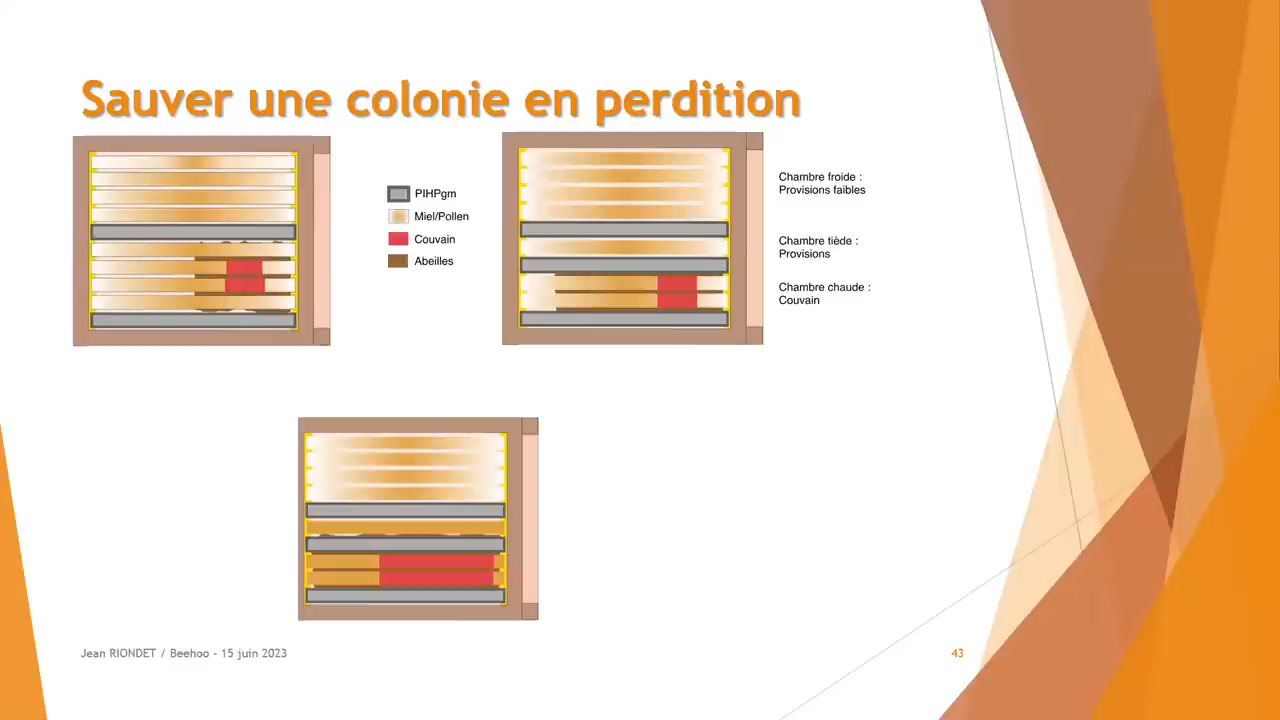 Sauver une colonie en perdition
PIHPgm
Miel/Pollen
Couvain
Abeilles
Chambre froide :
Provisions faibles
Chambre tiède :
Provisions
Chambre chaude :
Couvain
Jean RIONDET / Beehoo - 15 juin 2023
43